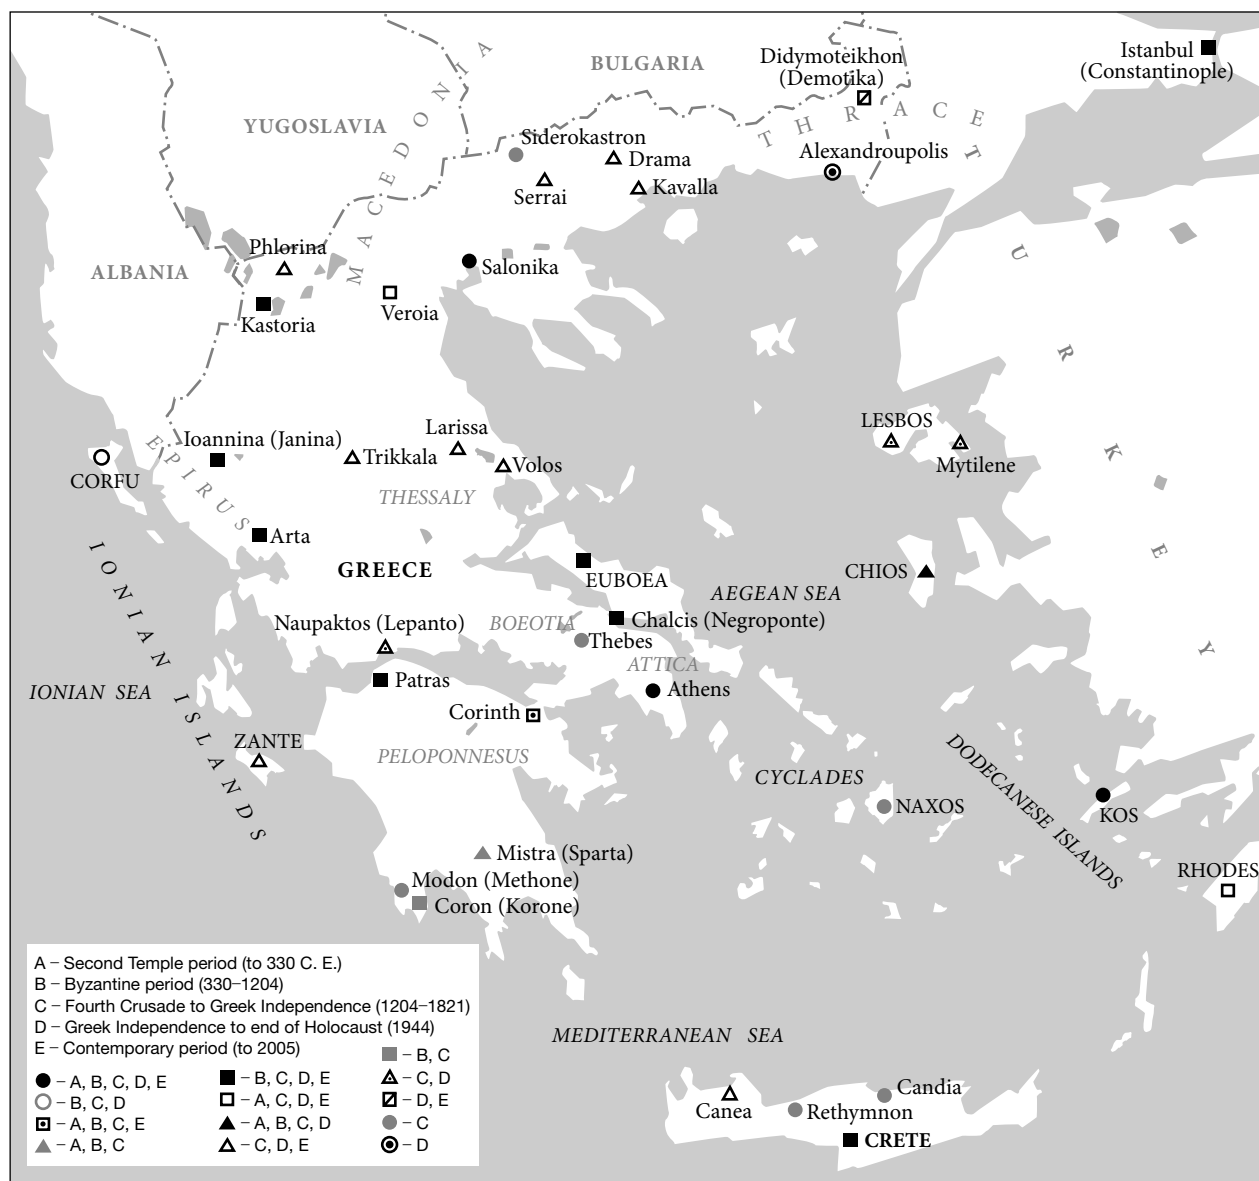 BULGARIA
Didymoteikhon
(Demotika)
Istanbul
(Constantinople)
YUGOSLAVIA
MACEDONIA
THRACE
Siderokastron
Drama
Alexandroupolis
Serrai
Kavalla
TURKEY
Phlorina
ALBANIA
Salonika
Kastoria
Veroia
LESBOS
Larissa
Ioannina (Janina)
EPIRUS
Trikkala
Volos
Mytilene
CORFU
THESSALY
Arta
GREECE
EUBOEA
CHIOS
AEGEAN SEA
IONIAN ISLANDS
Naupaktos (Lepanto)
BOEOTIA
Chalcis (Negroponte)
Thebes
ATTICA
IONIAN SEA
Patras
Athens
Corinth
ZANTE
PELOPONNESUS
CYCLADES
DODECANESE ISLANDS
NAXOS
KOS
Mistra (Sparta)
RHODES
Modon (Methone)
Coron (Korone)
MEDITERRANEAN SEA
Candia
Canea
Rethymnon
CRETE
A – Second Temple period (to 330 C. E.)
B – Byzantine period (330–1204)
C – Fourth Crusade to Greek Independence (1204–1821)
D – Greek Independence to end of Holocaust (1944)
E – Contemporary period (to 2005)
– A, B, C, D, E
– B, C, D
– A, B, C, E
– A, B, C
– B, C, D, E
– A, C, D, E
– A, B, C, D
– C, D, E
– B, C
– C, D
– D, E
– C
– D